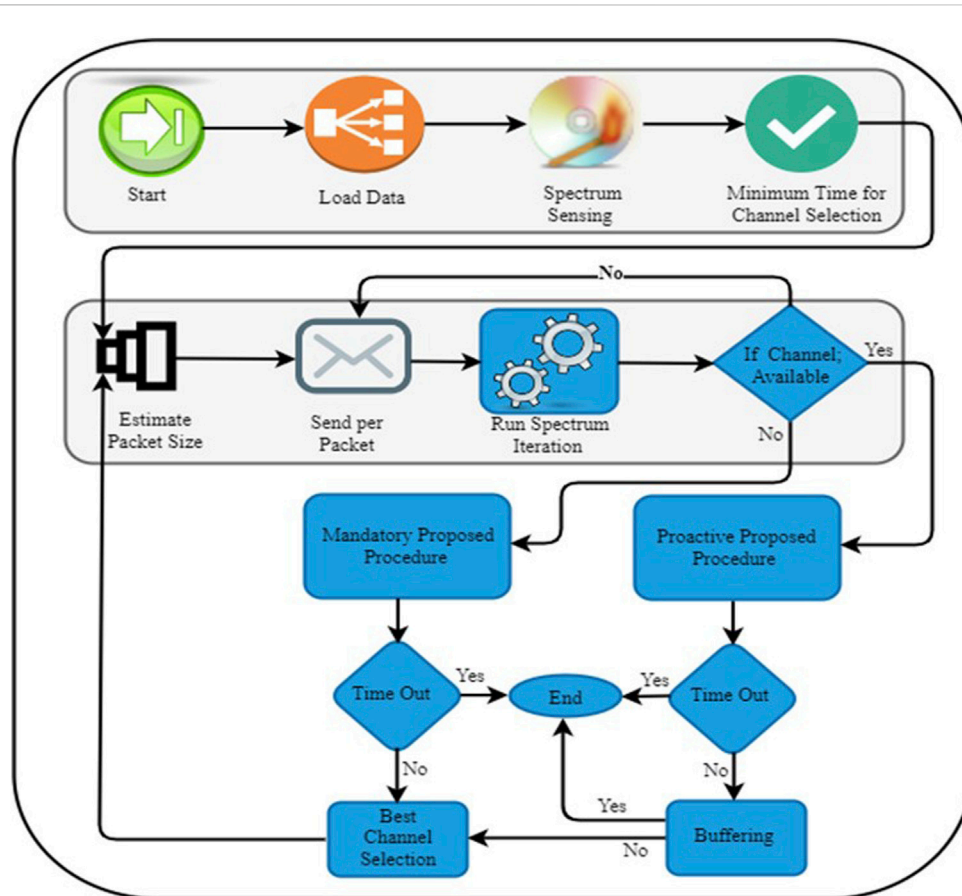 Start
Load Data
Spectrum
Sensing
Minimum Time for
Channel Selection
No
If Channel;
Available
Yes
Estimate
Packet Size
Send per
Packet
Run Spectrum
Iteration
No
Mandatory Proposed
Procedure
Proactive Proposed
Procedure
Time Out
Yes
End
Yes
Time Out
No
No
Best
Channel
Selection
Yes
No
Buffering